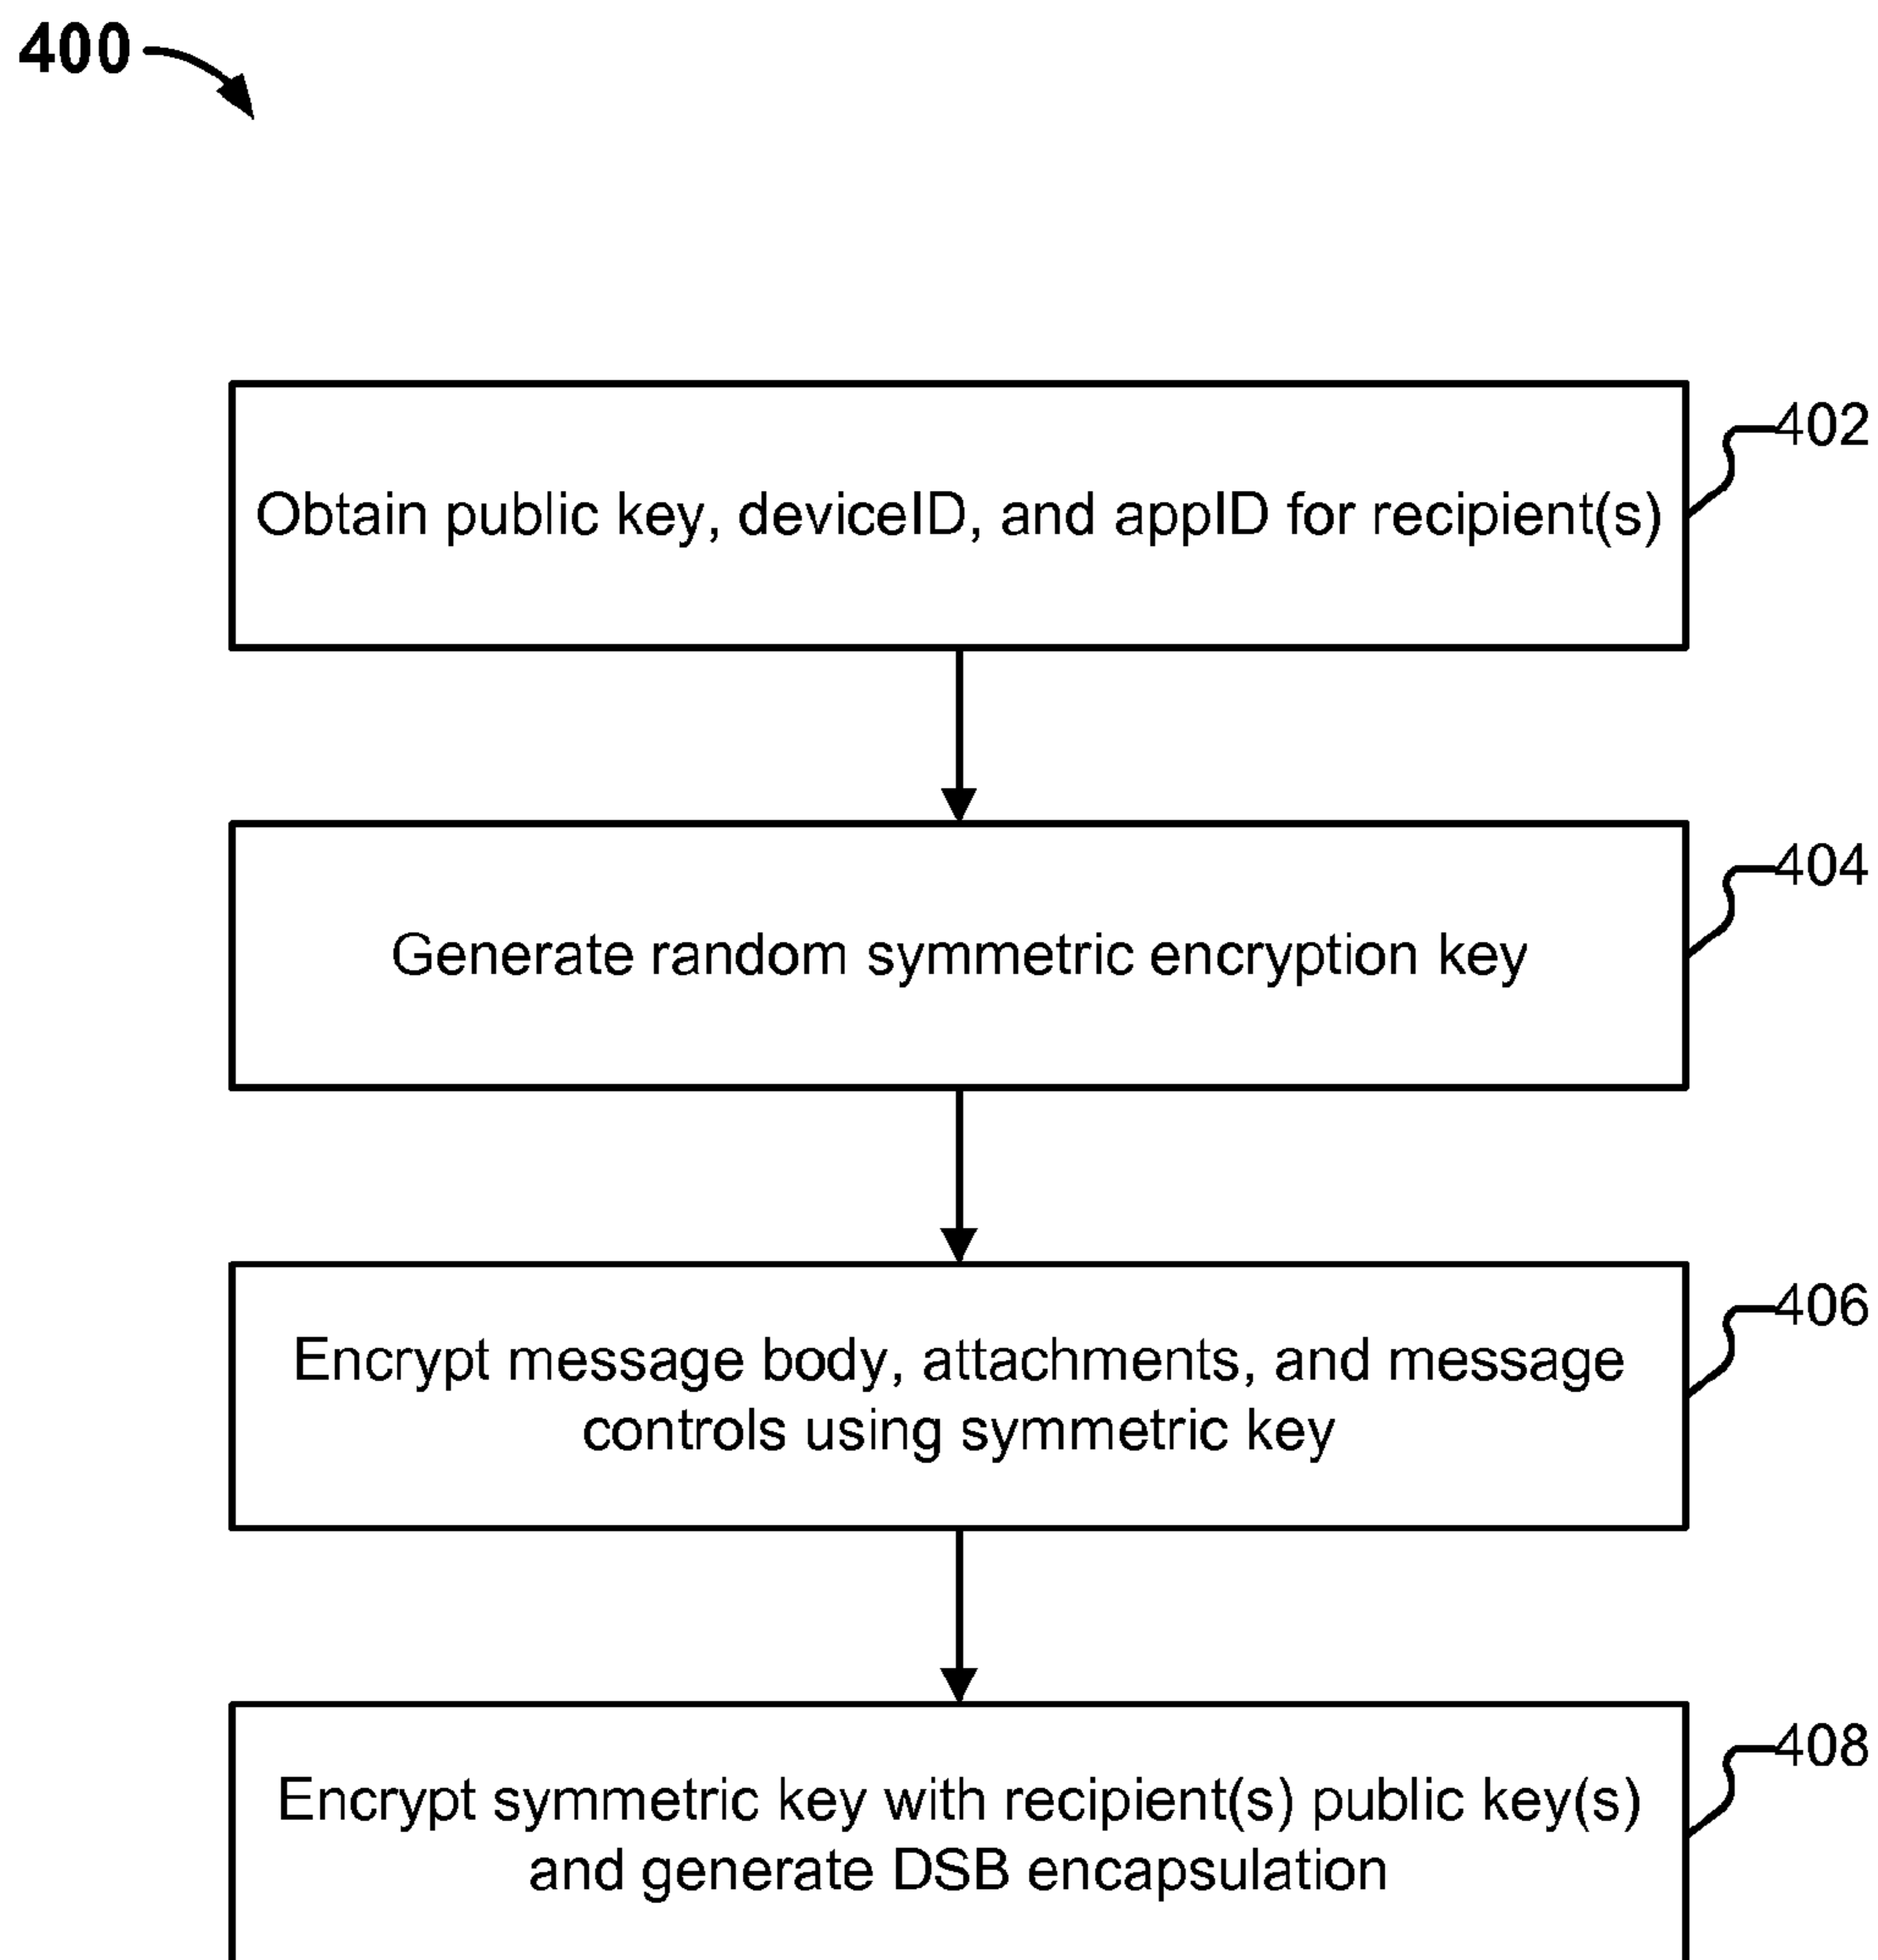 400
402
Obtain public key, deviceID, and appID for recipient(s)
404
Generate random symmetric encryption key
406
Encrypt message body, attachments, and message
controls using symmetric key
408
Encrypt symmetric key with recipient(s) public key(s)
and generate DSB encapsulation